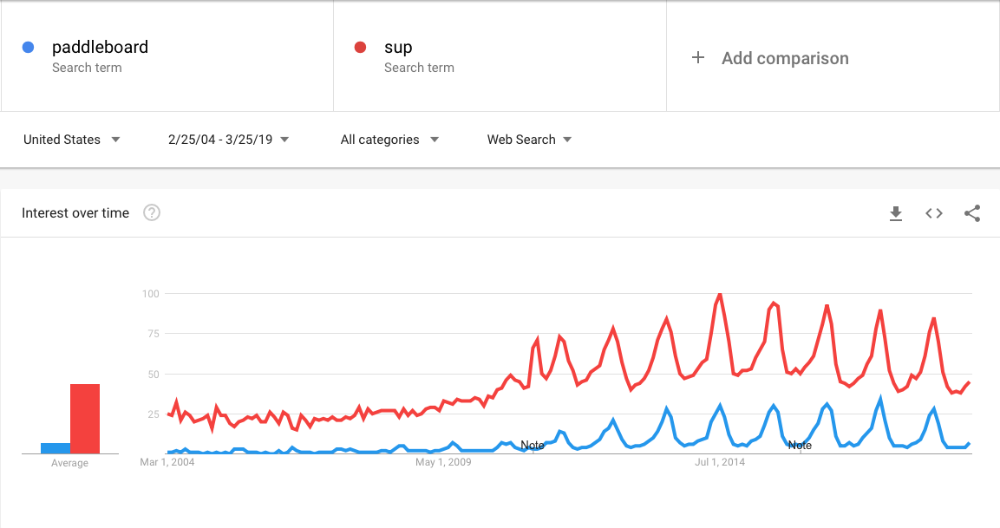 paddleboard
Search term
sup
Search term
+ Add comparison
United States
2/25/04 - 3/25/19
All categories
Web Search
Interest over time
?
100
75
50
25
Note
Note
Average
Mar 1, 2004
May 1, 2009
Jul 1, 2014